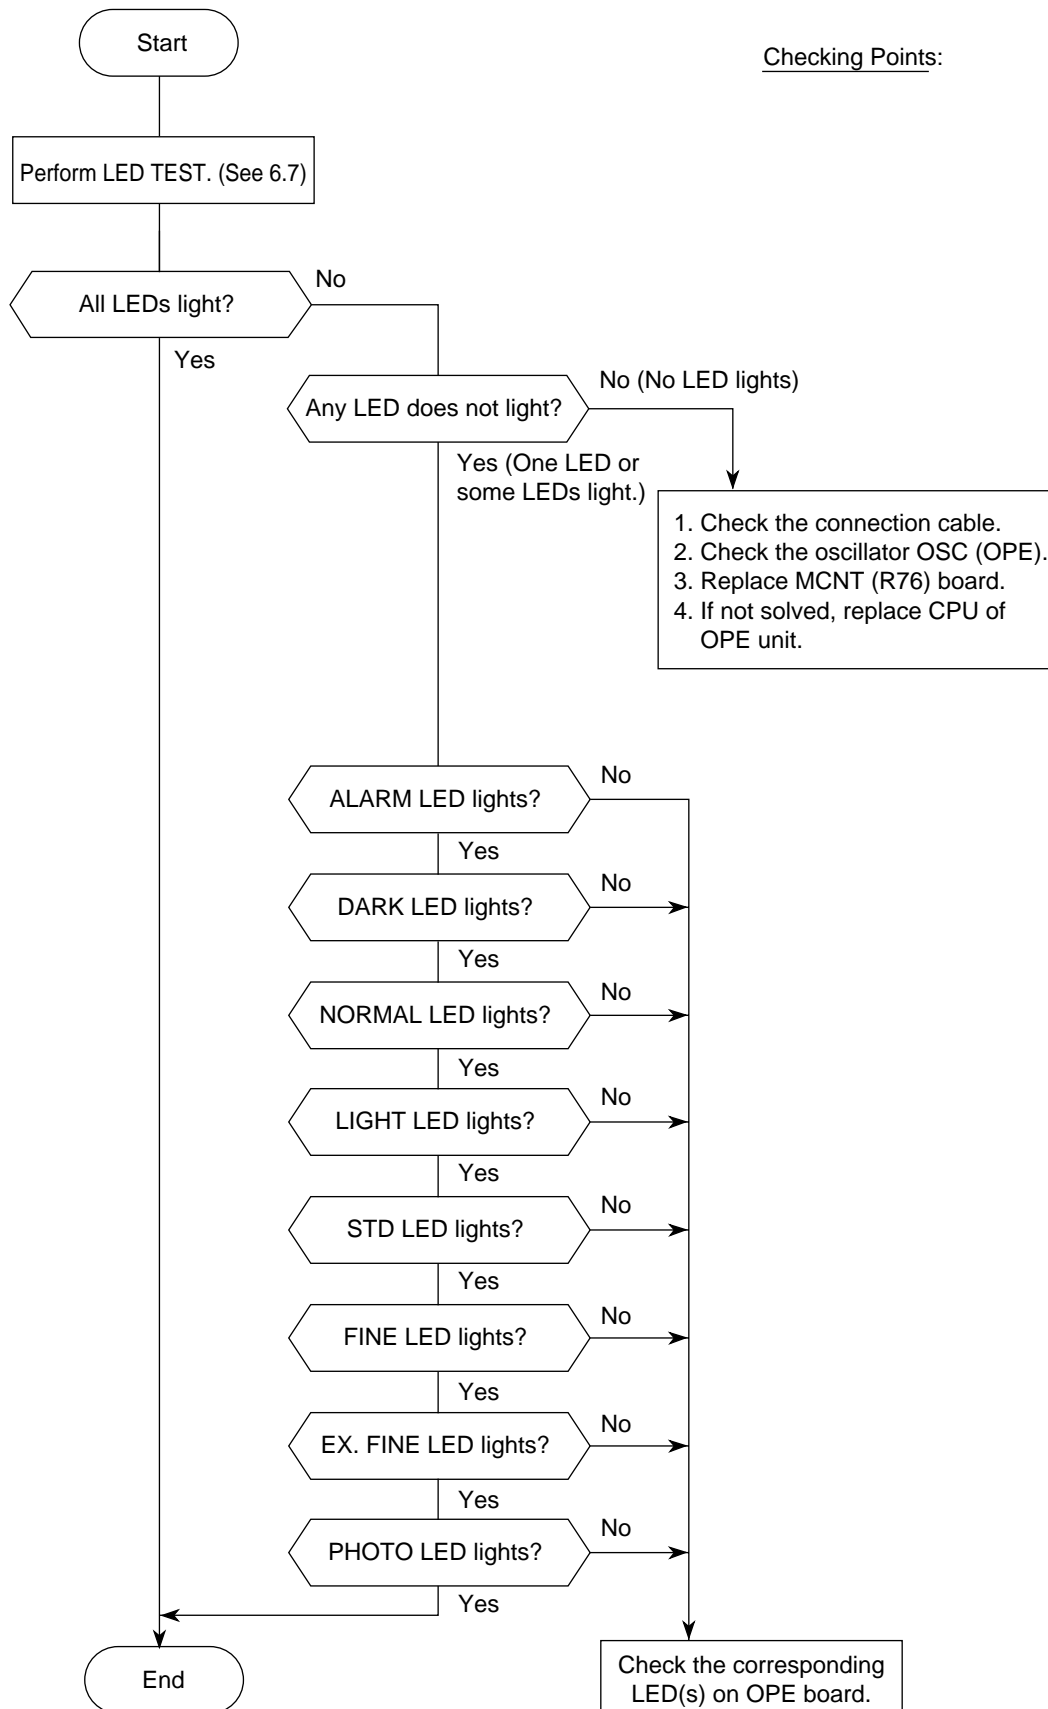 Start
Checking Points:
Perform LED TEST. (See 6.7)
All LEDs light?
No
Yes
Any LED does not light?
No (No LED lights)
Yes (One LED or
some LEDs light.)
1. Check the connection cable.
2. Check the oscillator OSC (OPE).
3. Replace MCNT (R76) board.
4. If not solved, replace CPU of
OPE unit.
ALARM LED lights?
No
Yes
DARK LED lights?
No
Yes
NORMAL LED lights?
No
Yes
LIGHT LED lights?
No
Yes
STD LED lights?
No
Yes
FINE LED lights?
No
Yes
EX. FINE LED lights?
No
Yes
PHOTO LED lights?
No
Yes
End
Check the corresponding
LED(s) on OPE board.